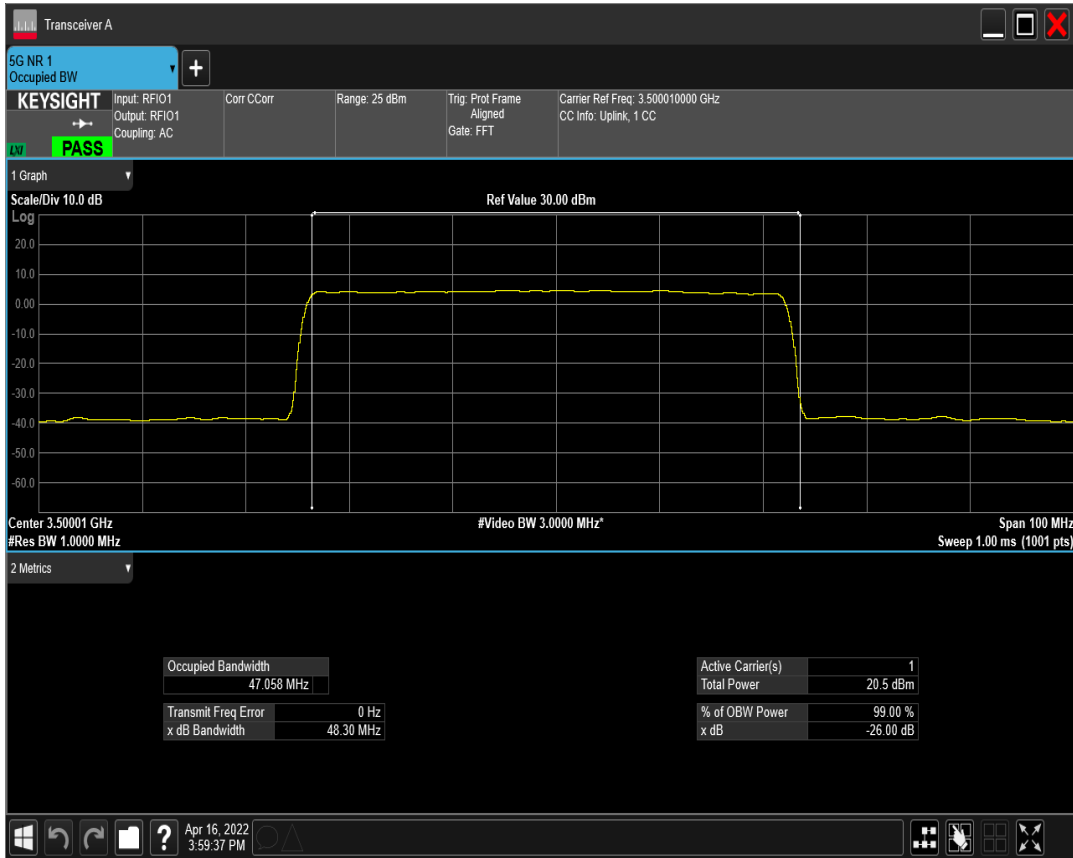 Transceiver A
5G NR 1
Occupied BW
+
KEYSIGHT
LXI
PASS
Input: RFIO1
Output: RFIO1
Coupling: AC
Corr CCorr
Range: 25 dBm
Trig: Prot Frame
Aligned
Gate: FFT
Carrier Ref Freq: 3.500010000 GHz
CC Info: Uplink, 1 CC
1 Graph
Scale/Div 10.0 dB
Ref Value 30.00 dBm
Log
20.0
10.0
0.00
-10.0
-20.0
-30.0
-40.0
-50.0
-60.0
Center 3.50001 GHz
#Video BW 3.0000 MHz*
Span 100 MHz
#Res BW 1.0000 MHz
Sweep 1.00 ms (1001 pts)
2 Metrics
Occupied Bandwidth
47.058 MHz
Transmit Freq Error 0 Hz
x dB Bandwidth 48.30 MHz
Active Carrier(s) 1
Total Power 20.5 dBm
% of OBW Power 99.00 %
x dB -26.00 dB
?
Apr 16, 2022
3:59:37 PM